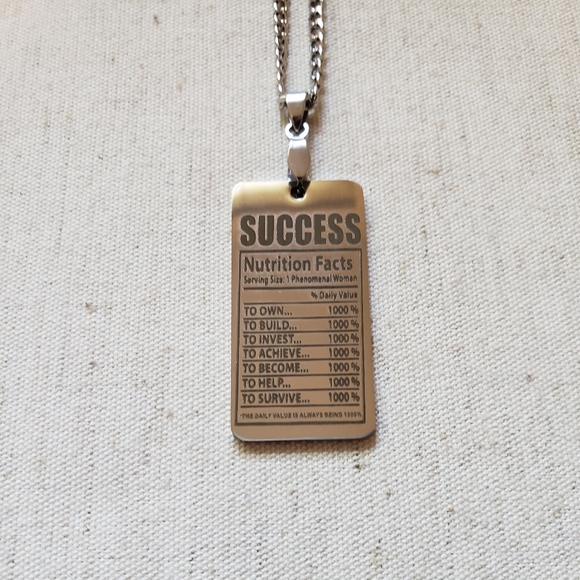 SUCCESS
Nutrition Facts
Serving Size: 1 Phenomenal Woman
% Daily Value
TO OWN... 1000 %
TO BUILD... 1000 %
TO INVEST... 1000 %
TO ACHIEVE... 1000 %
TO BECOME... 1000 %
TO HELP... 1000 %
TO SURVIVE... 1000 %
*THE DAILY VALUE IS ALWAYS BEING 1000%